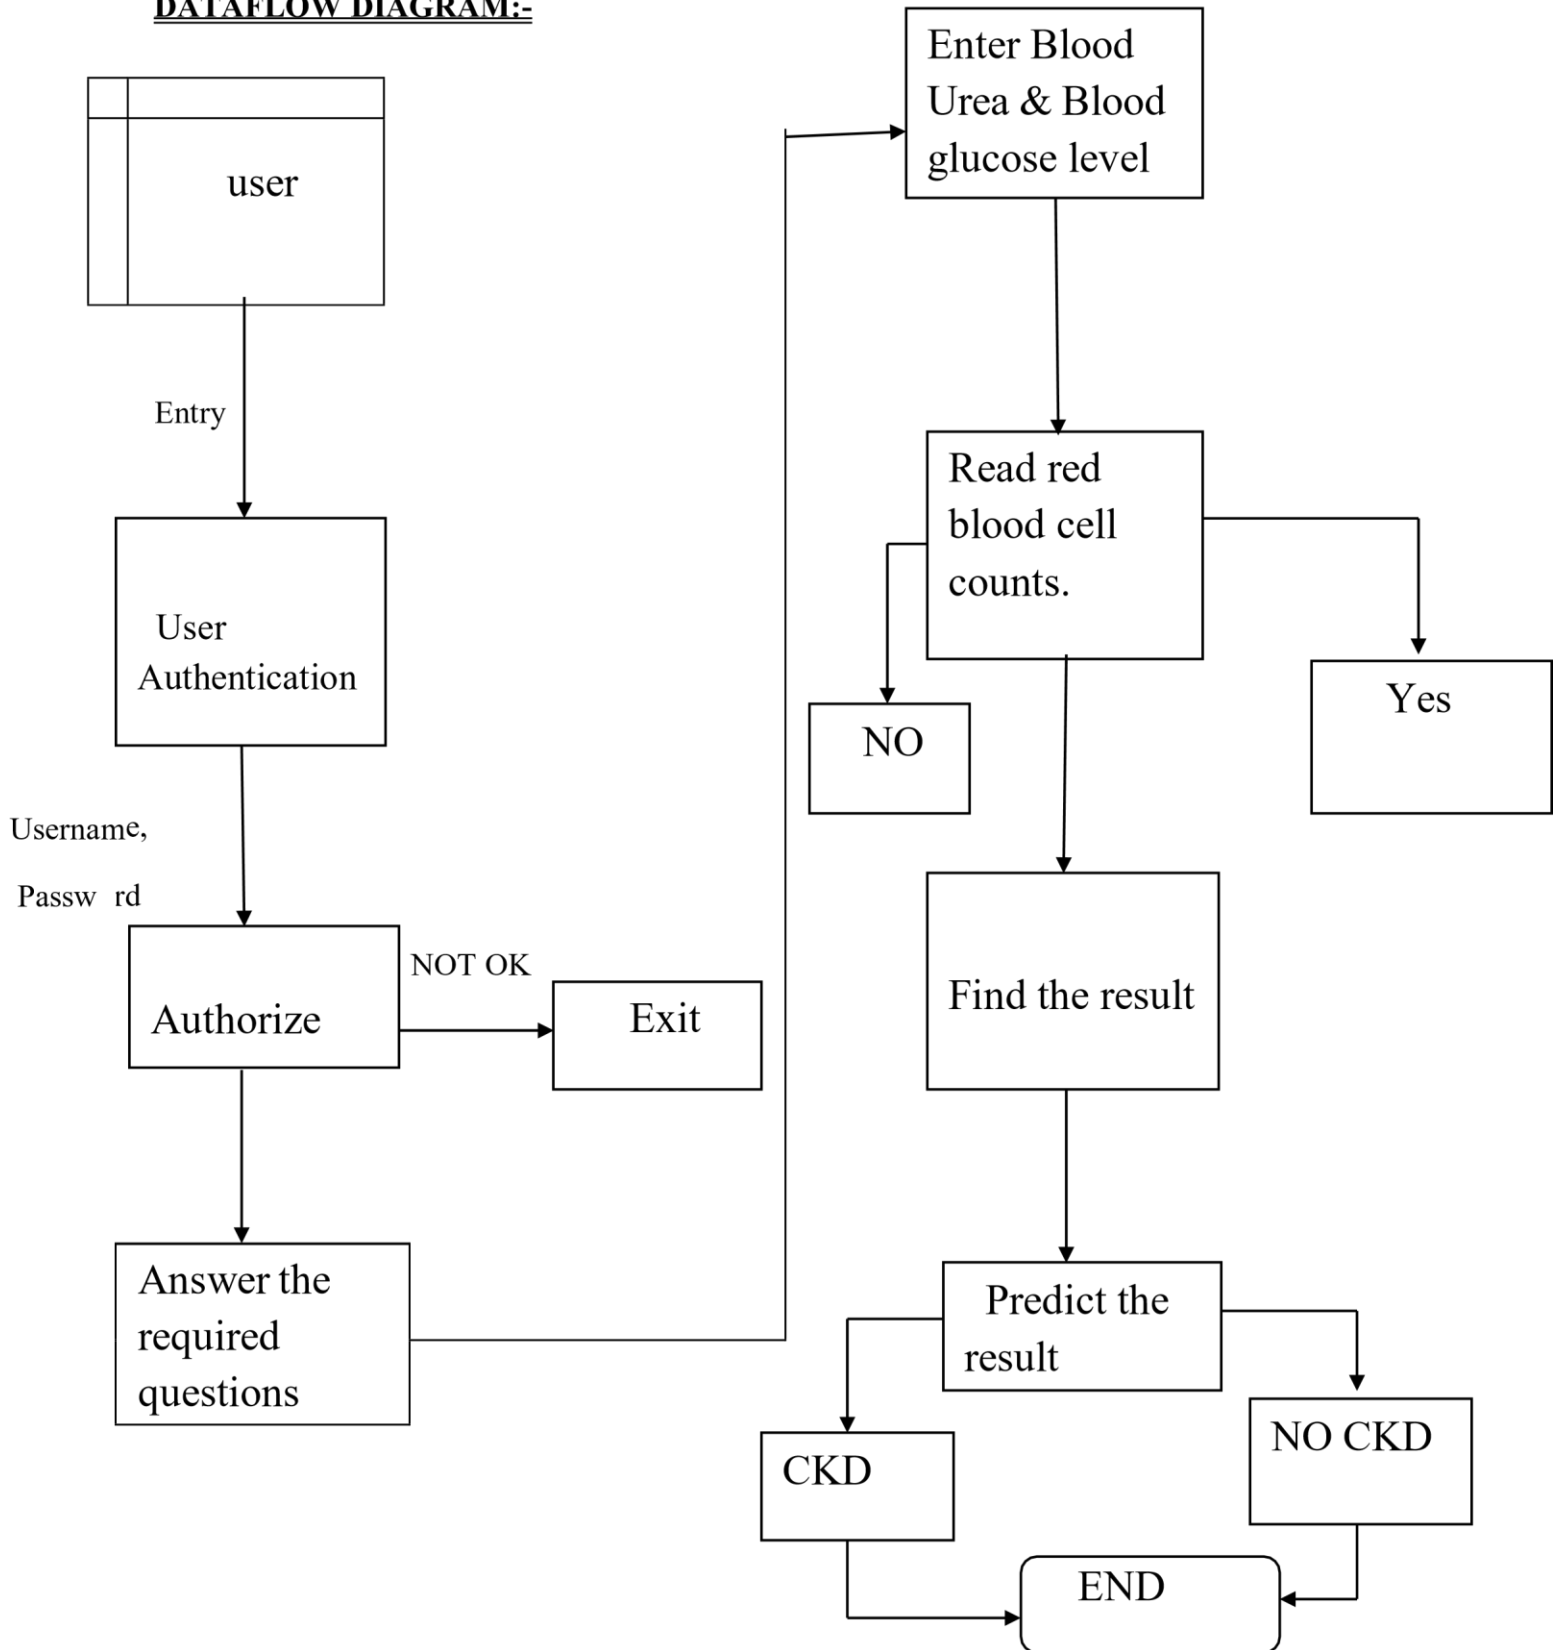 DATAFLOW DIAGRAM:-
user
Entry
User
Authentication
Username,
Passw rd
Authorize
NOT OK
Exit
Answer the
required
questions
Enter Blood
Urea & Blood
glucose level
Read red
blood cell
counts.
NO
Yes
Find the result
Predict the
result
CKD
NO CKD
END